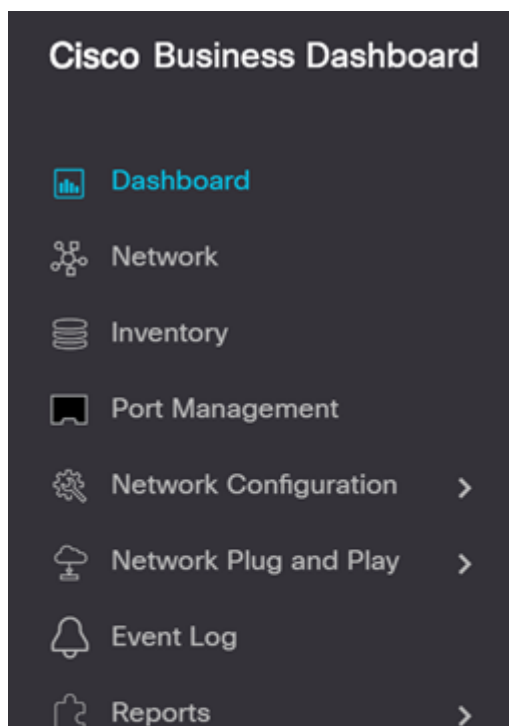 Cisco Business Dashboard
Dashboard
Network
Inventory
Port Management
Network Configuration
Network Plug and Play
Event Log
Reports